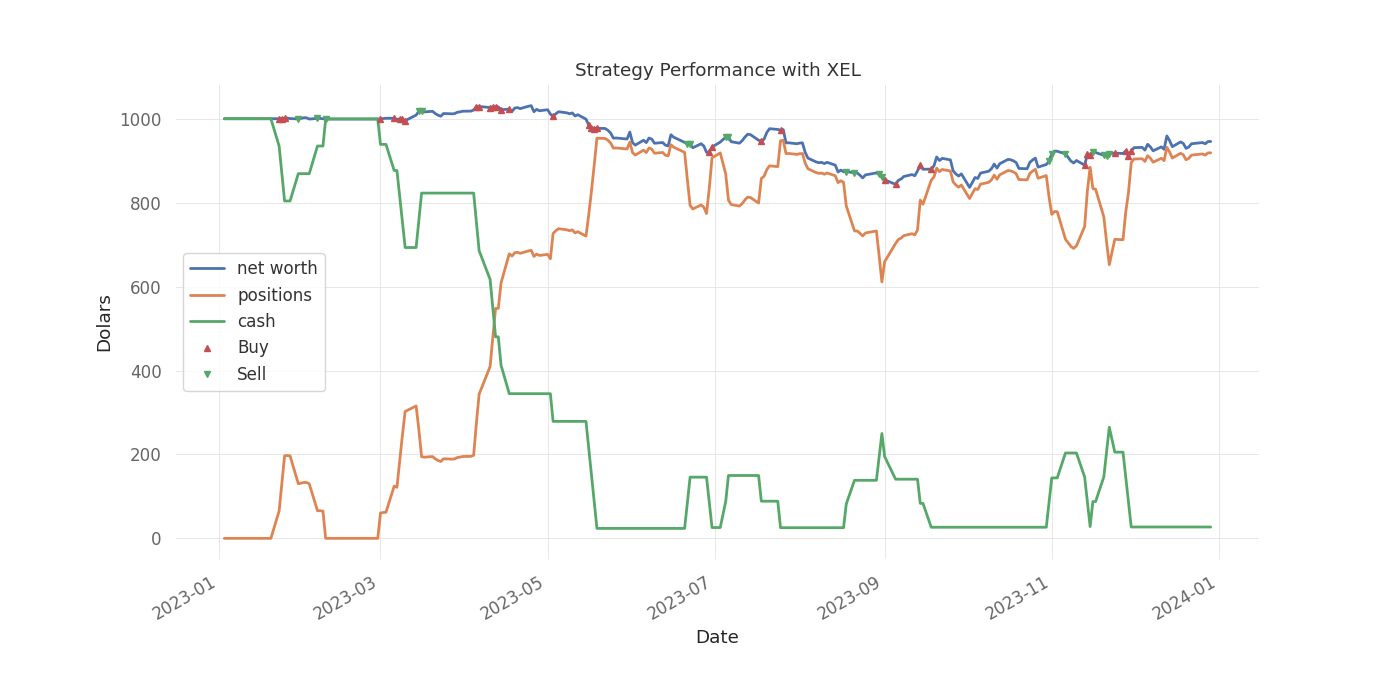 Strategy Performance with XEL
1000
800
600
400
200
0
Dolars
net worth
positions
cash
Buy
Sell
2023-01
2023-03
2023-05
2023-07
2023-09
2023-11
2024-01
Date